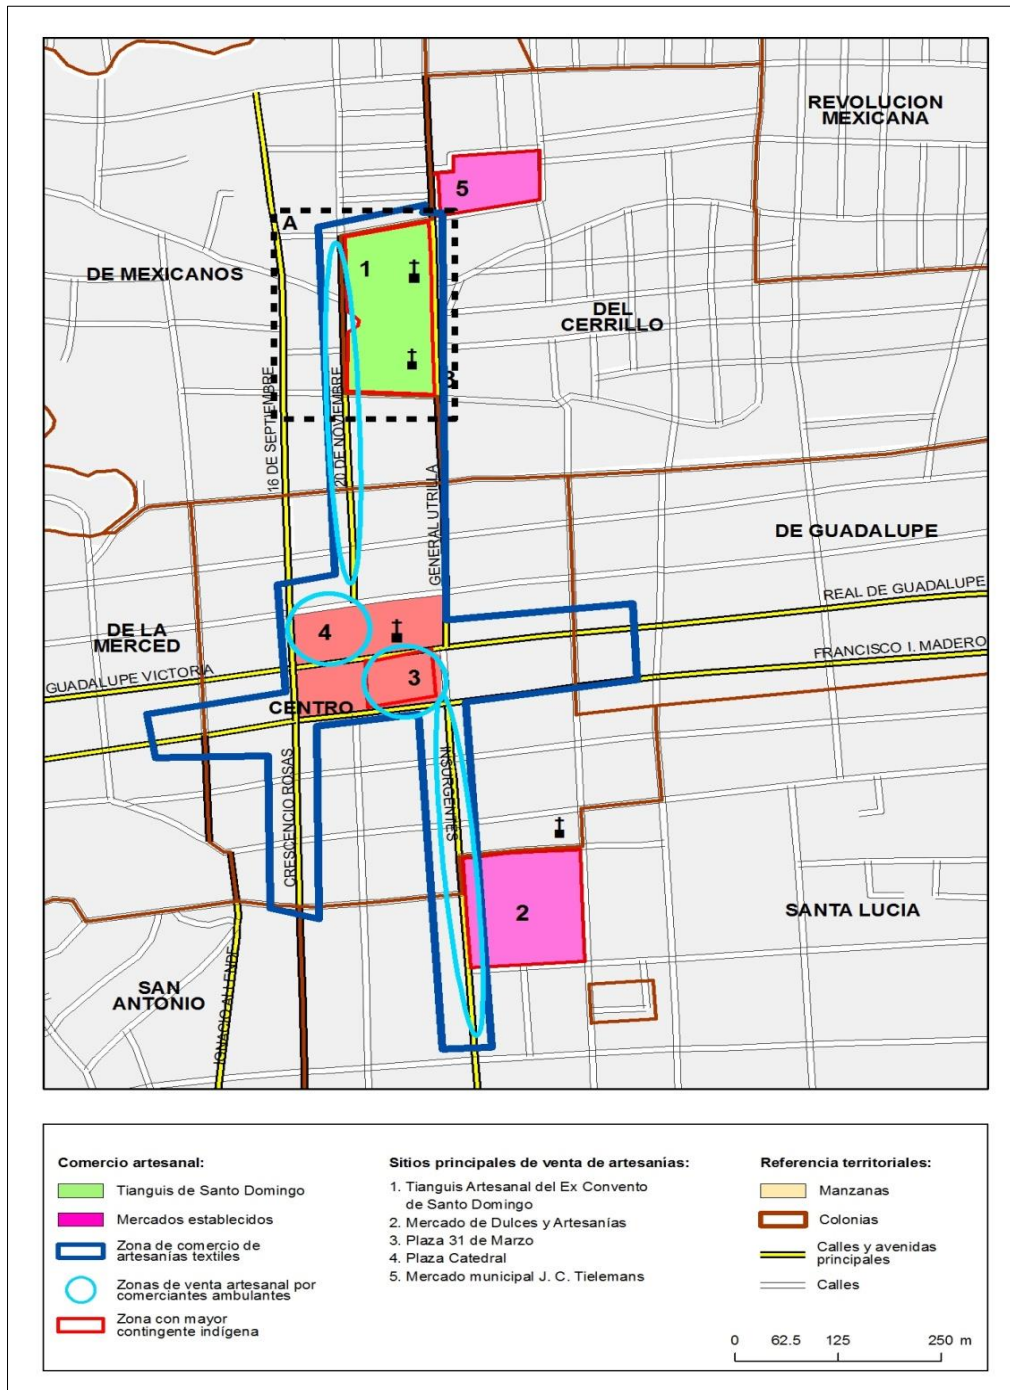 REVOLUCION
MEXICANA
5
A
1
DE MEXICANOS
DEL
CERRILLO
16 DE SEPTIEMBRE
20 DE NOVIEMBRE
GENERAL UTRILLA
DE GUADALUPE
REAL DE GUADALUPE
DE LA
MERCED
4
FRANCISCO I. MADERO
GUADALUPE VICTORIA
3
CENTRO
CRESCENCIO ROSAS
INSURGENTES
2
SANTA LUCIA
SAN
ANTONIO
IGNACIO ALLENDE
Comercio artesanal:
Tianguis de Santo Domingo
Mercados establecidos
Zona de comercio de
artesanías textiles
Zonas de venta artesanal por
comerciantes ambulantes
Zona con mayor
contingente indígena
Sitios principales de venta de artesanías:
1. Tianguis Artesanal del Ex Convento
de Santo Domingo
2. Mercado de Dulces y Artesanías
3. Plaza 31 de Marzo
4. Plaza Catedral
5. Mercado municipal J. C. Tielemans
Referencia territoriales:
Manzanas
Colonias
Calles y avenidas
principales
Calles
0 62.5 125 250 m